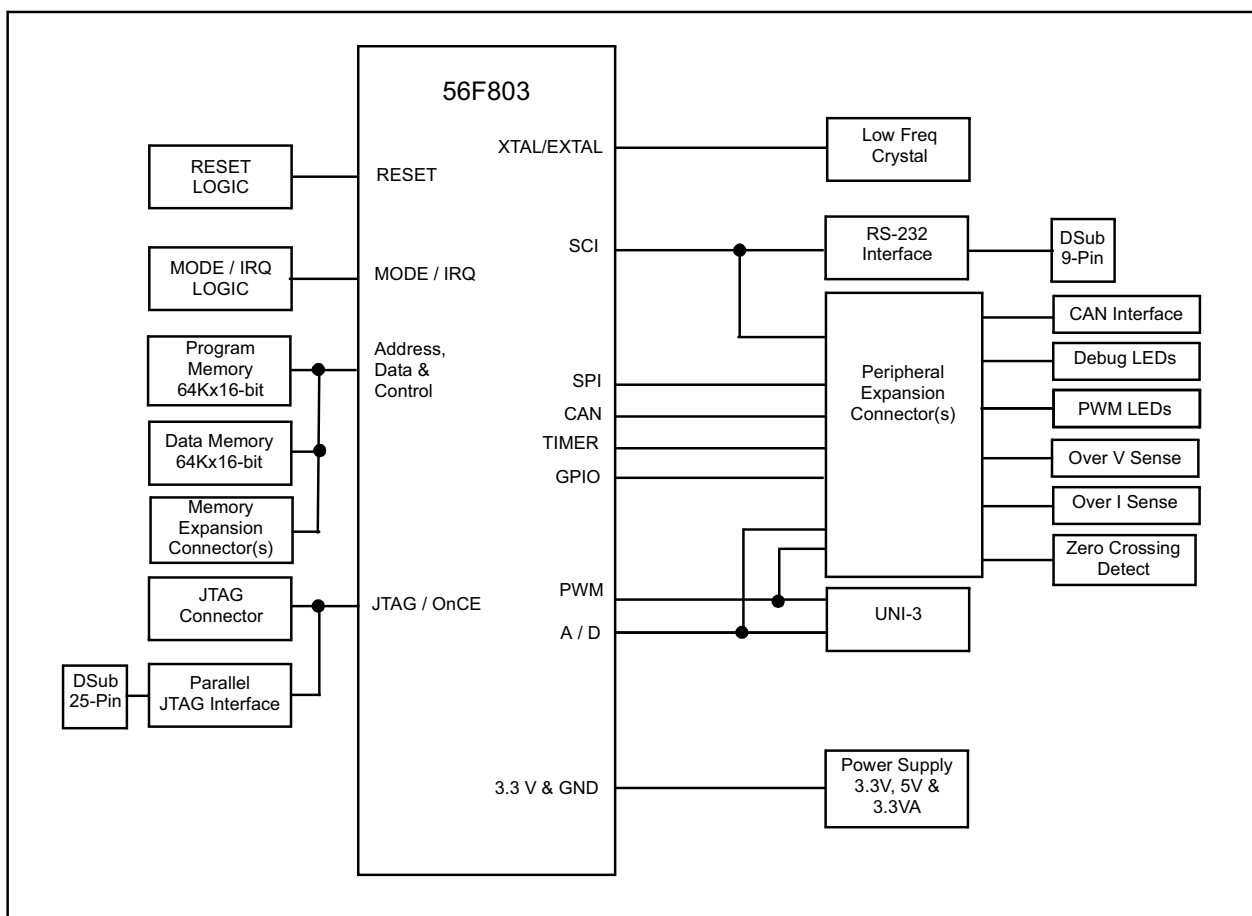 56F803
RESET
LOGIC
RESET
MODE / IRQ
LOGIC
MODE / IRQ
Program
Memory
64Kx16-bit
Address,
Data &
Control
Data Memory
64Kx16-bit
Memory
Expansion
Connector(s)
JTAG
Connector
JTAG / OnCE
DSub
25-Pin
Parallel
JTAG Interface
XTAL/EXTAL
Low Freq
Crystal
SCI
RS-232
Interface
DSub
9-Pin
SPI
CAN
TIMER
GPIO
Peripheral
Expansion
Connector(s)
CAN Interface
Debug LEDs
PWM LEDs
Over V Sense
Over I Sense
Zero Crossing
Detect
PWM
A / D
UNI-3
3.3 V & GND
Power Supply
3.3V, 5V &
3.3VA